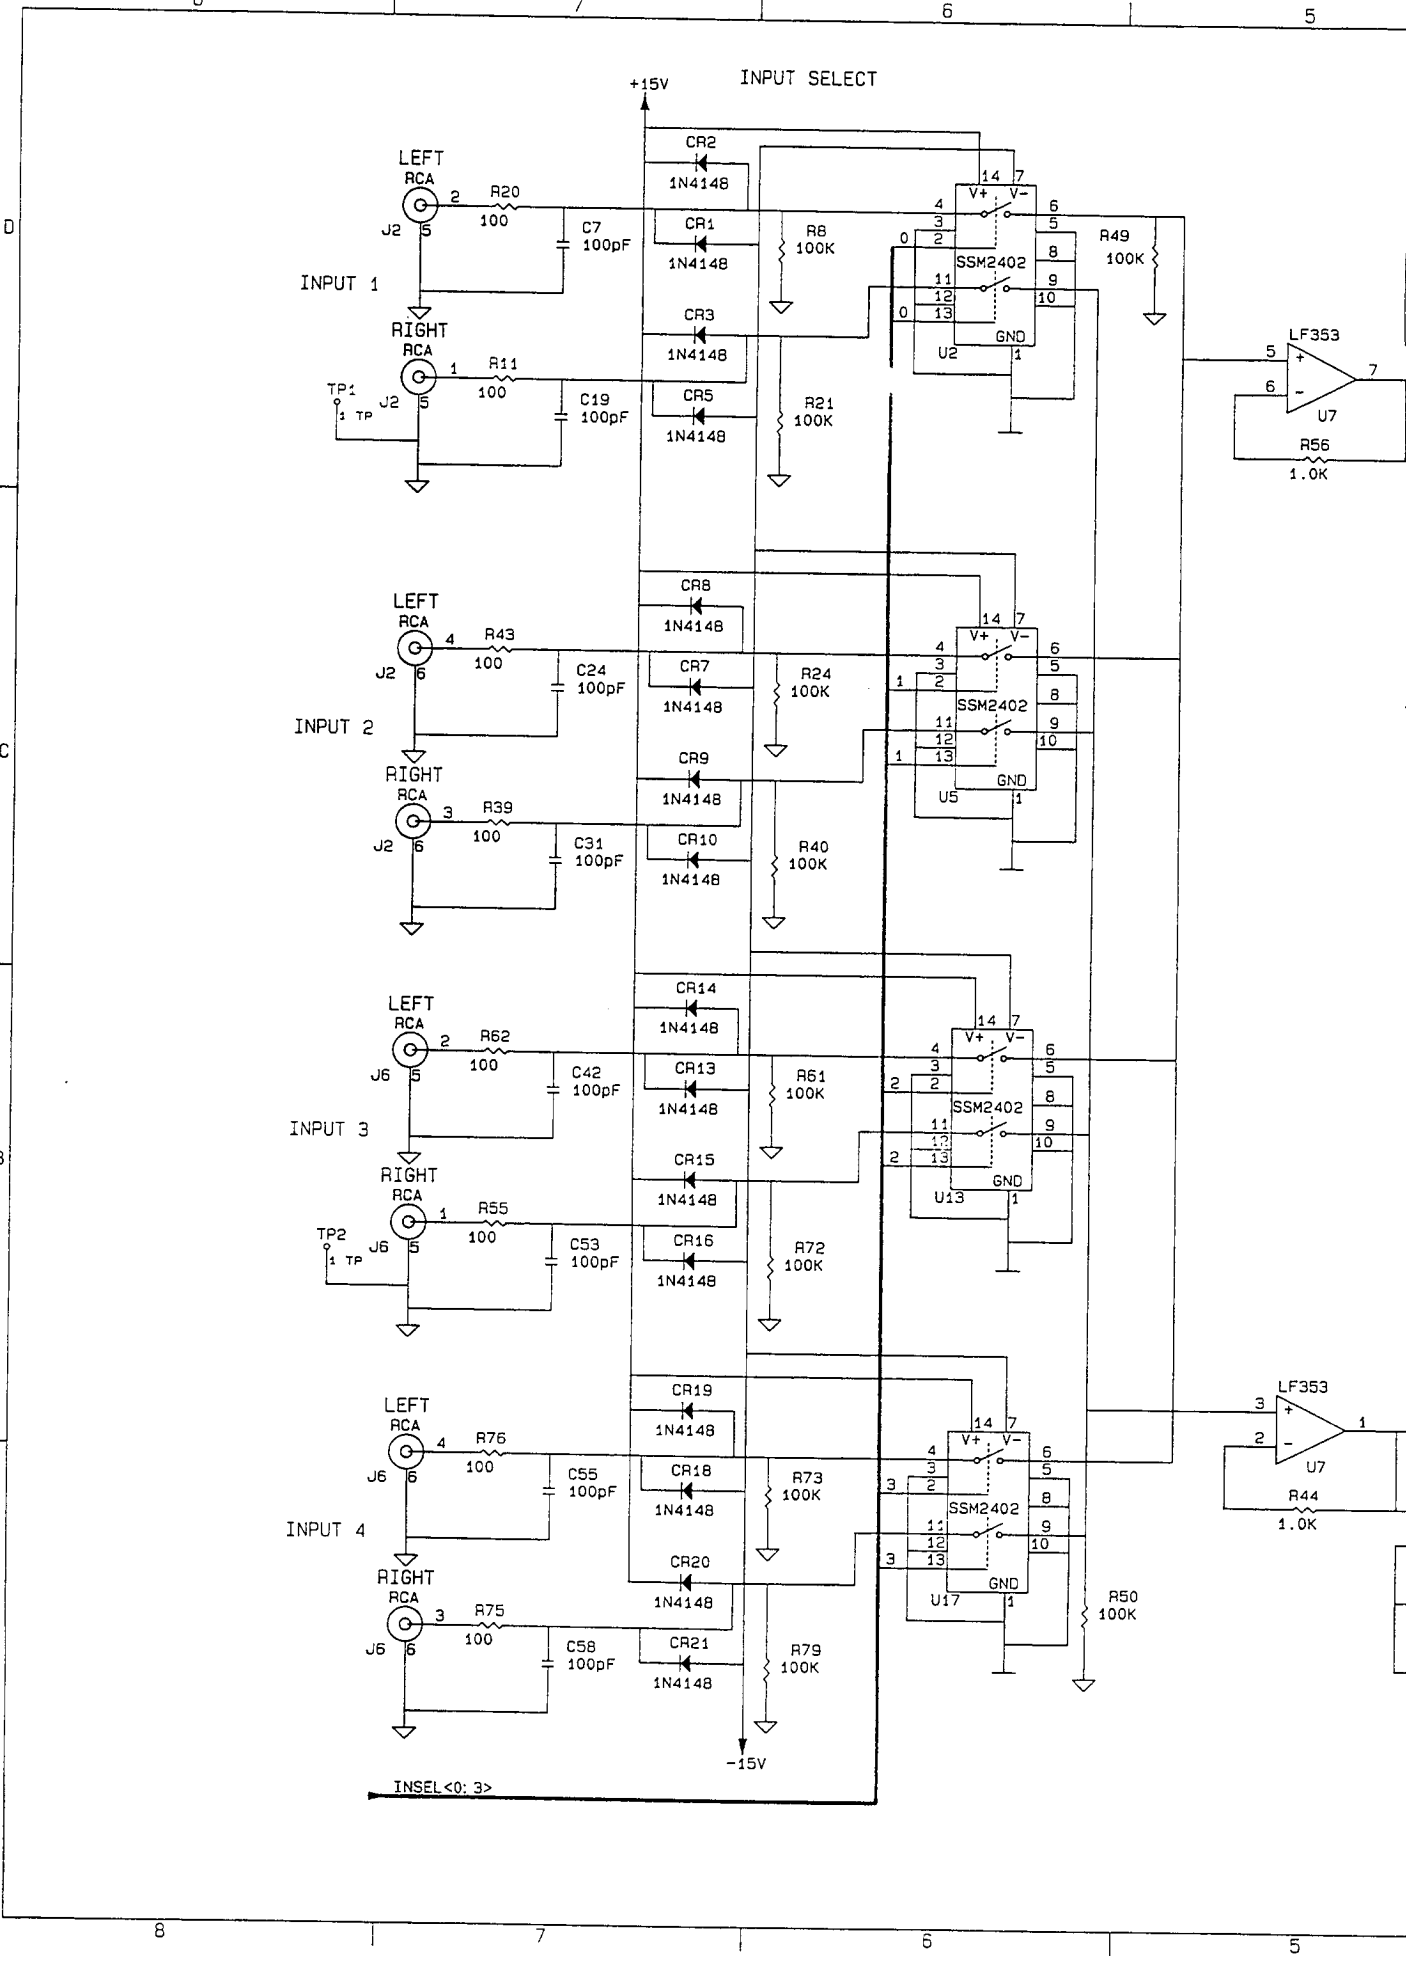 7
6
5
INPUT SELECT
+15V
LEFT
RCA
2
R20
100
J2
5
C7
100pF
CR2
1N4148
CR1
1N4148
R8
100K
INPUT 1
RIGHT
RCA
1
R11
100
J2
5
TP1
1 TP
C19
100pF
CR3
1N4148
CR5
1N4148
R21
100K
14
7
V+
V-
4
3
0
2
SSM2402
11
12
0
13
GND
U2
1
6
5
8
9
10
R49
100K
LF353
5
+
6
-
7
U7
R56
1.0K
D
LEFT
RCA
4
R43
100
J2
6
C24
100pF
CR8
1N4148
CR7
1N4148
R24
100K
INPUT 2
RIGHT
RCA
3
R39
100
J2
6
C31
100pF
CR9
1N4148
CR10
1N4148
R40
100K
14
7
V+
V-
4
3
1
2
SSM2402
11
12
1
13
GND
U5
1
6
5
8
9
10
C
LEFT
RCA
2
R62
100
J6
5
C42
100pF
CR14
1N4148
CR13
1N4148
R61
100K
INPUT 3
RIGHT
RCA
1
R55
100
J6
5
TP2
1 TP
C53
100pF
CR15
1N4148
CR16
1N4148
R72
100K
14
7
V+
V-
4
3
2
2
SSM2402
11
12
2
13
GND
U13
1
6
5
8
9
10
LEFT
RCA
4
R76
100
J6
6
C55
100pF
CR19
1N4148
CR18
1N4148
R73
100K
INPUT 4
RIGHT
RCA
3
R75
100
J6
6
C58
100pF
CR20
1N4148
CR21
1N4148
R79
100K
14
7
V+
V-
4
3
3
2
SSM2402
11
12
3
13
GND
U17
1
6
5
8
9
10
R50
100K
LF353
3
+
2
-
1
U7
R44
1.0K
-15V
INSEL<0:3>
8
7
6
5